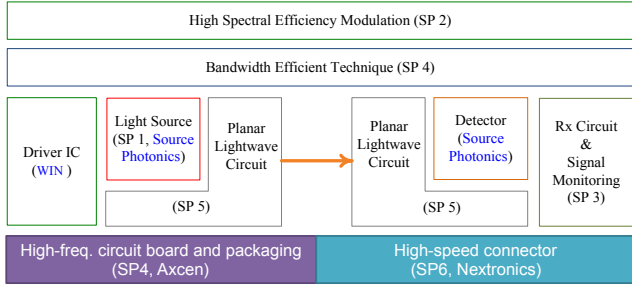 High Spectral Efficiency Modulation (SP 2)
Bandwidth Efficient Technique (SP 4)
Driver IC
(WIN )
Light Source
(SP 1, Source
Photonics)
Planar
Lightwave
Circuit
(SP 5)
Planar
Lightwave
Circuit
Detector
(Source
Photonics)
(SP 5)
Rx Circuit
&
Signal
Monitoring
(SP 3)
High-freq. circuit board and packaging
(SP4, Axcen)
High-speed connector
(SP6, Nextronics)